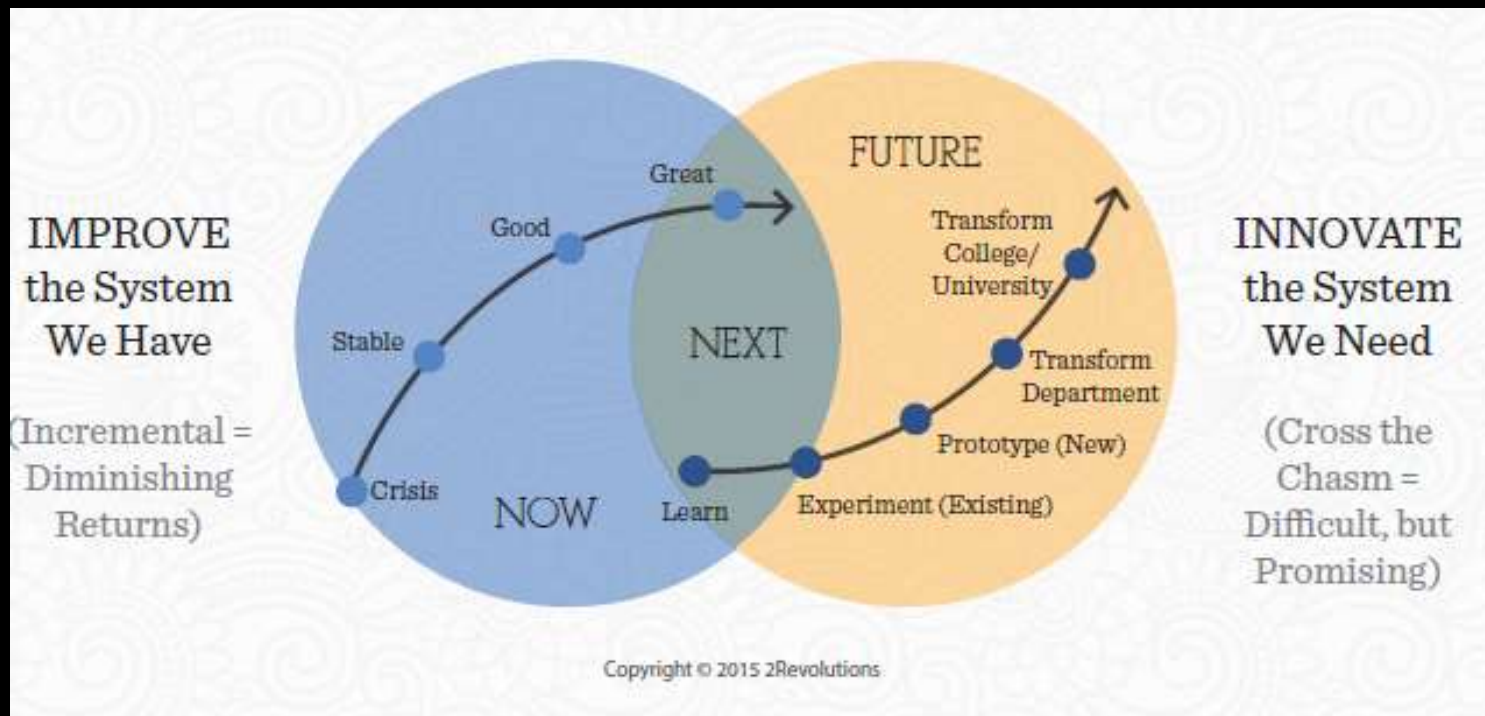 IMPROVE
the System
We Have
(Incremental =
Diminishing
Returns)
Crisis
Stable
Good
Great
NOW
NEXT
FUTURE
Learn
Experiment (Existing)
Prototype (New)
Transform
Department
Transform
College/
University
INNOVATE
the System
We Need
(Cross the
Chasm =
Difficult, but
Promising)
Copyright © 2015 2Revolutions